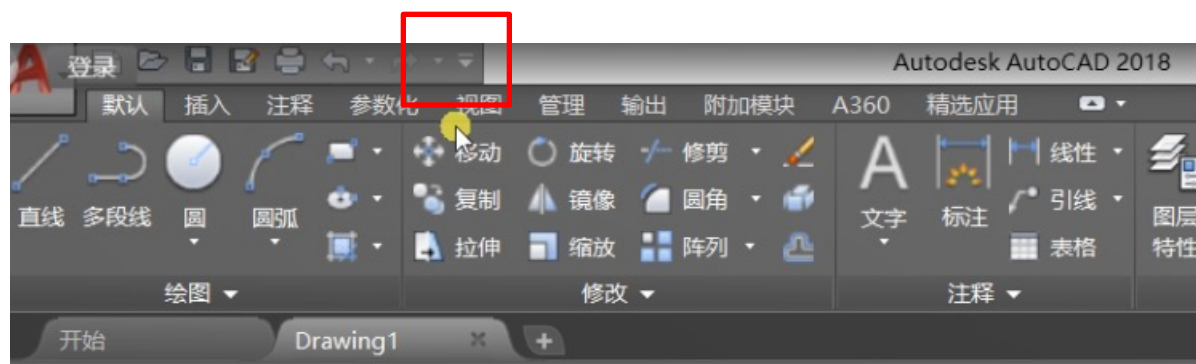 登录 Autodesk AutoCAD 2018
默认 插入 注释 参数化 视图 管理 输出 附加模块 A360 精选应用
移动 旋转 修剪 线性
直线 多段线 圆 圆弧 复制 镜像 圆角 文字 标注 引线 图层
拉伸 缩放 阵列 表格 特性
绘图 修改 注释
开始 Drawing1